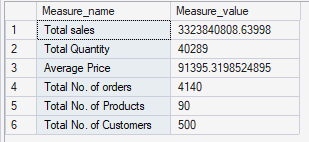 Measure_name Measure_value
1 Total sales 3323840808.63998
2 Total Quantity 40289
3 Average Price 91395.3198524895
4 Total No. of orders 4140
5 Total No. of Products 90
6 Total No. of Customers 500